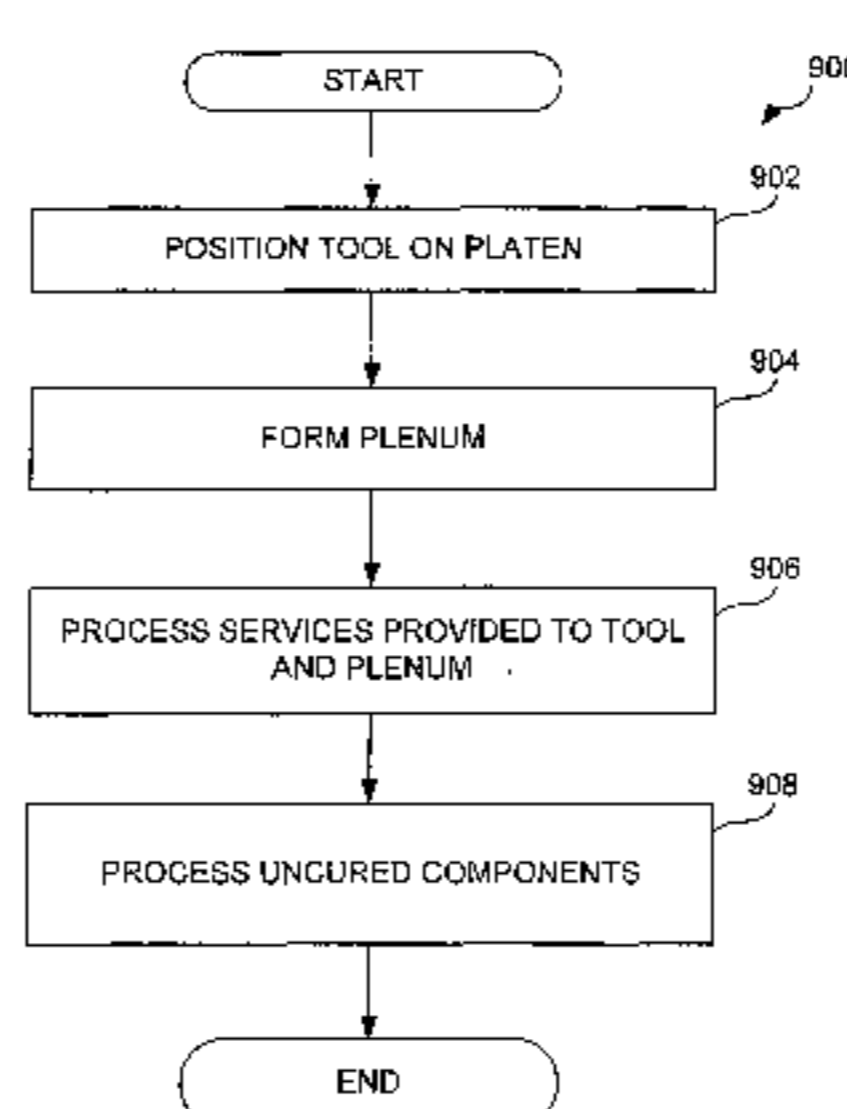 START
900
902
POSITION TOOL ON PLATEN
904
FORM PLENUM
906
PROCESS SERVICES PROVIDED TO TOOL
AND PLENUM
908
PROCESS UNCURED COMPONENTS
END